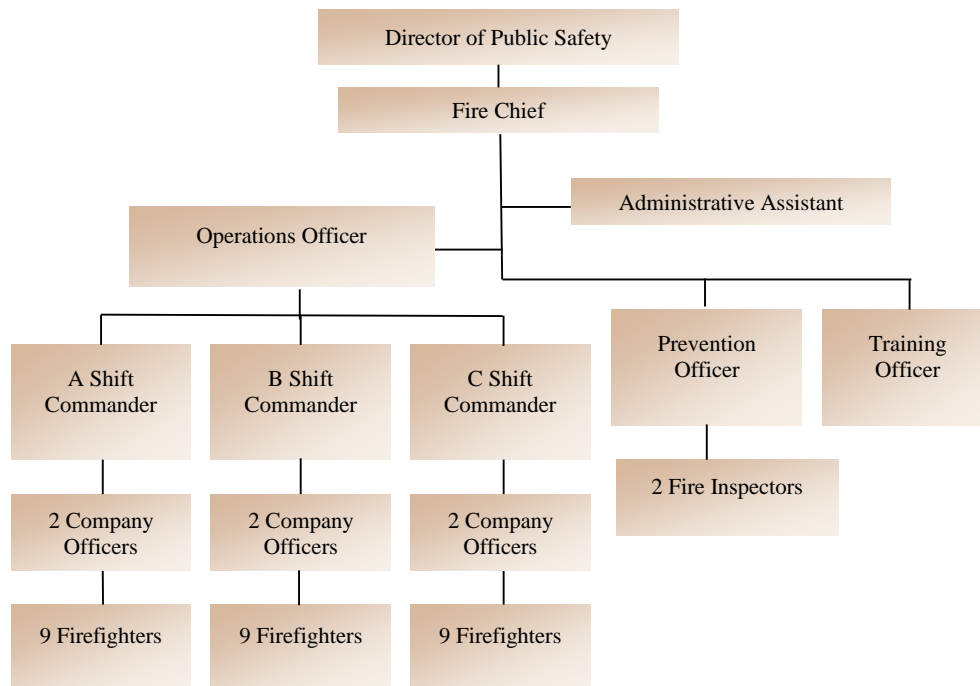 Director of Public Safety
Fire Chief
Administrative Assistant
Operations Officer
Prevention
Officer
Training
Officer
A Shift
Commander
B Shift
Commander
C Shift
Commander
2 Fire Inspectors
2 Company
Officers
2 Company
Officers
2 Company
Officers
9 Firefighters
9 Firefighters
9 Firefighters